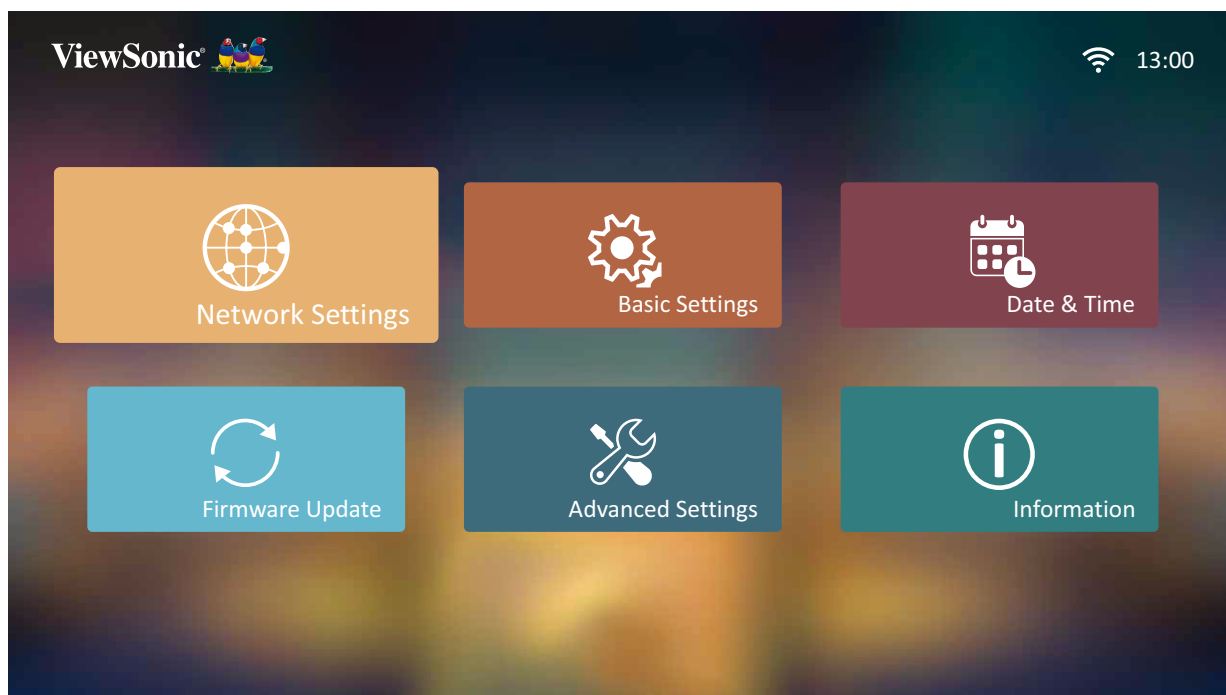 ViewSonic®
13:00
Network Settings
Basic Settings
Date & Time
Firmware Update
Advanced Settings
Information